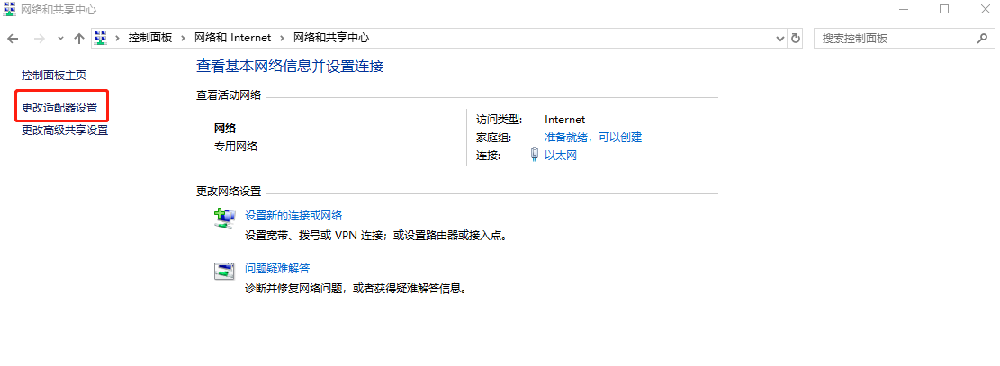 网络和共享中心
控制面板 网络和 Internet 网络和共享中心
搜索控制面板
控制面板主页
更改适配器设置
更改高级共享设置
查看基本网络信息并设置连接
查看活动网络
网络
专用网络
访问类型: Internet
家庭组: 准备就绪，可以创建
连接: 以太网
更改网络设置
设置新的连接或网络
设置宽带、拨号或 VPN 连接；或设置路由器或接入点。
问题疑难解答
诊断并修复网络问题，或者获得疑难解答信息。